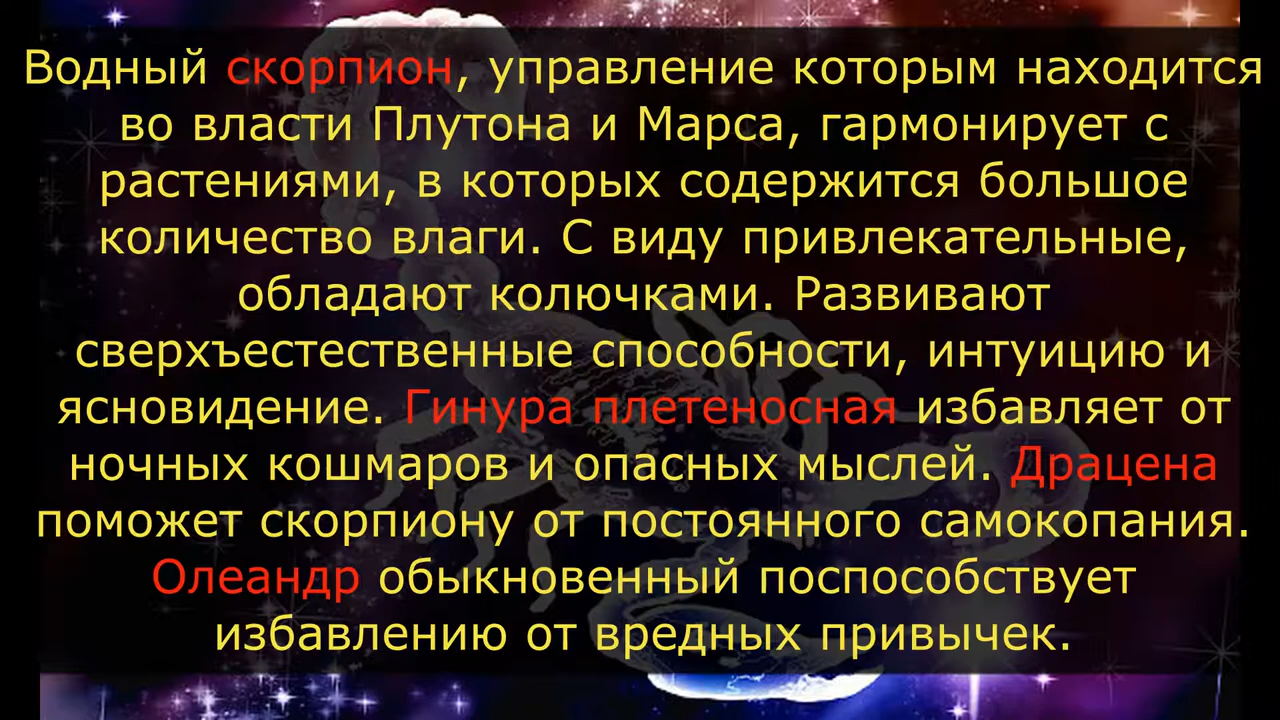 Водный скорпион, управление которым находится
во власти Плутона и Марса, гармонирует с
растениями, в которых содержится большое
количество влаги. С виду привлекательные,
обладают колючками. Развивают
сверхъестественные способности, интуицию и
ясновидение. Гинура плетеносная избавляет от
ночных кошмаров и опасных мыслей. Драцена
поможет скорпиону от постоянного самокопания.
Олеандр обыкновенный поспособствует
избавлению от вредных привычек.